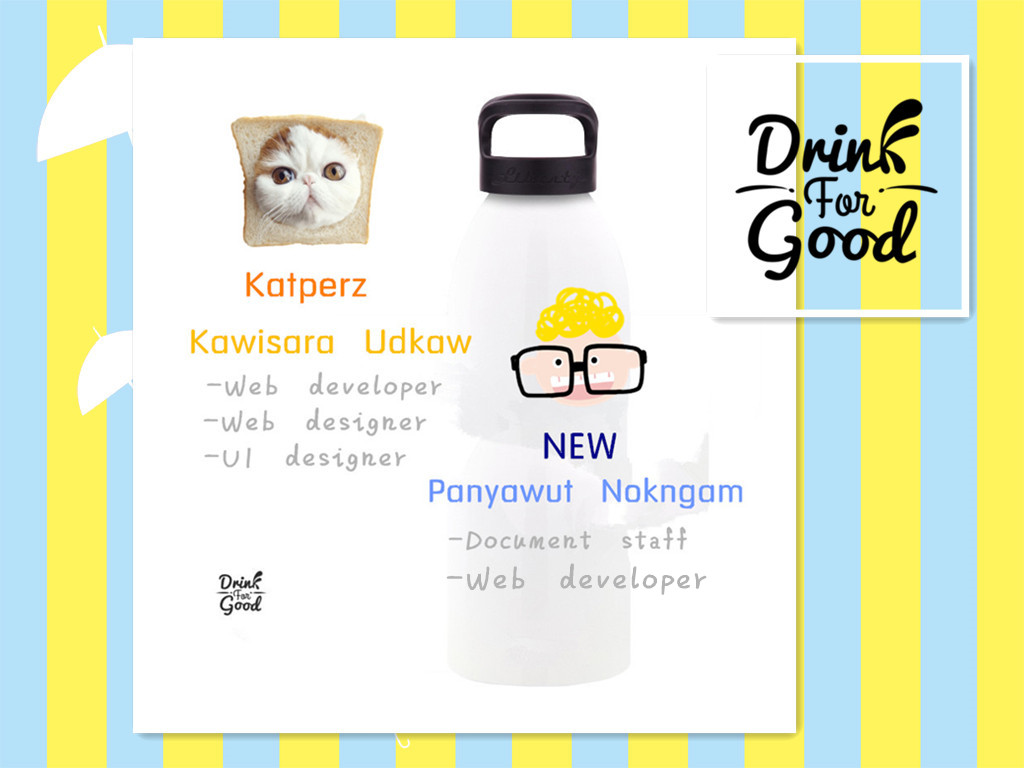 Drink
For
Good
Katperz
Kawisara Udkaw
-Web developer
-Web designer
-UI designer
NEW
Panyawut Nokngam
-Document staff
-Web developer
Drink
For
Good